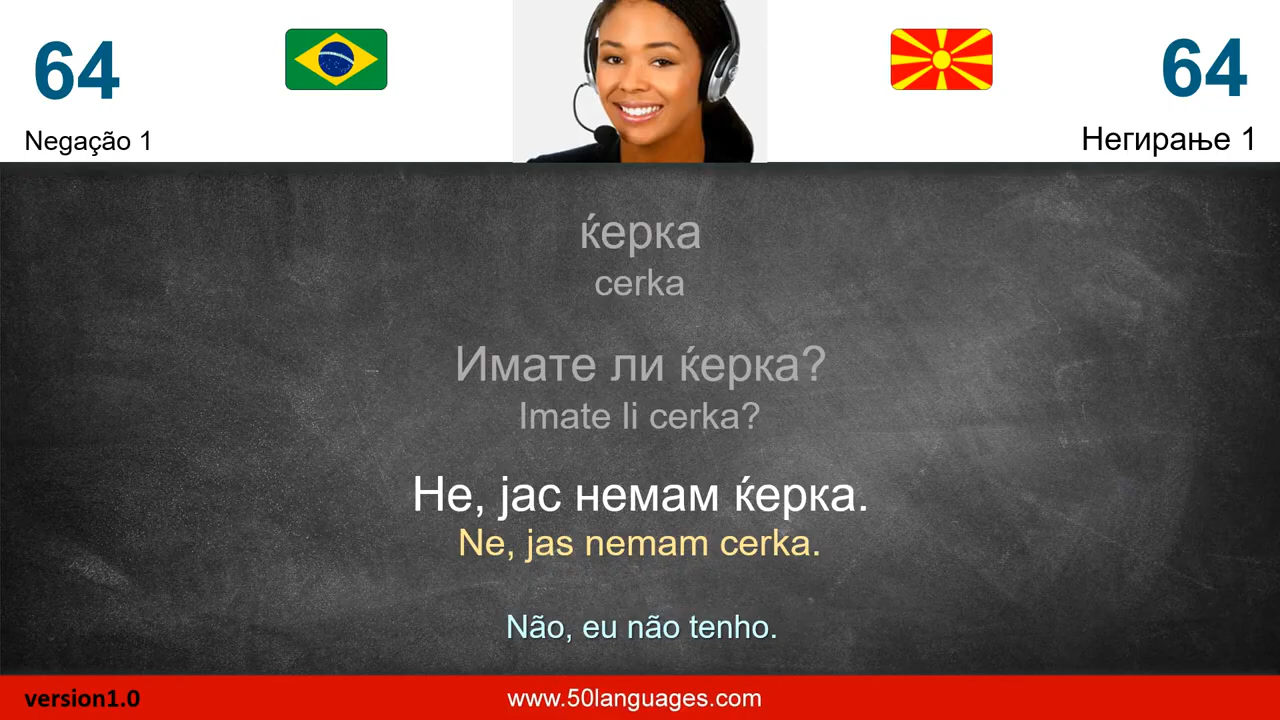 64
64
Negação 1
Негирање 1
ќерка
cerka
Имате ли ќерка?
Imate li cerka?
Не, јас немам ќерка.
Ne, jas nemam cerka.
Não, eu não tenho.
version1.0
www.50languages.com